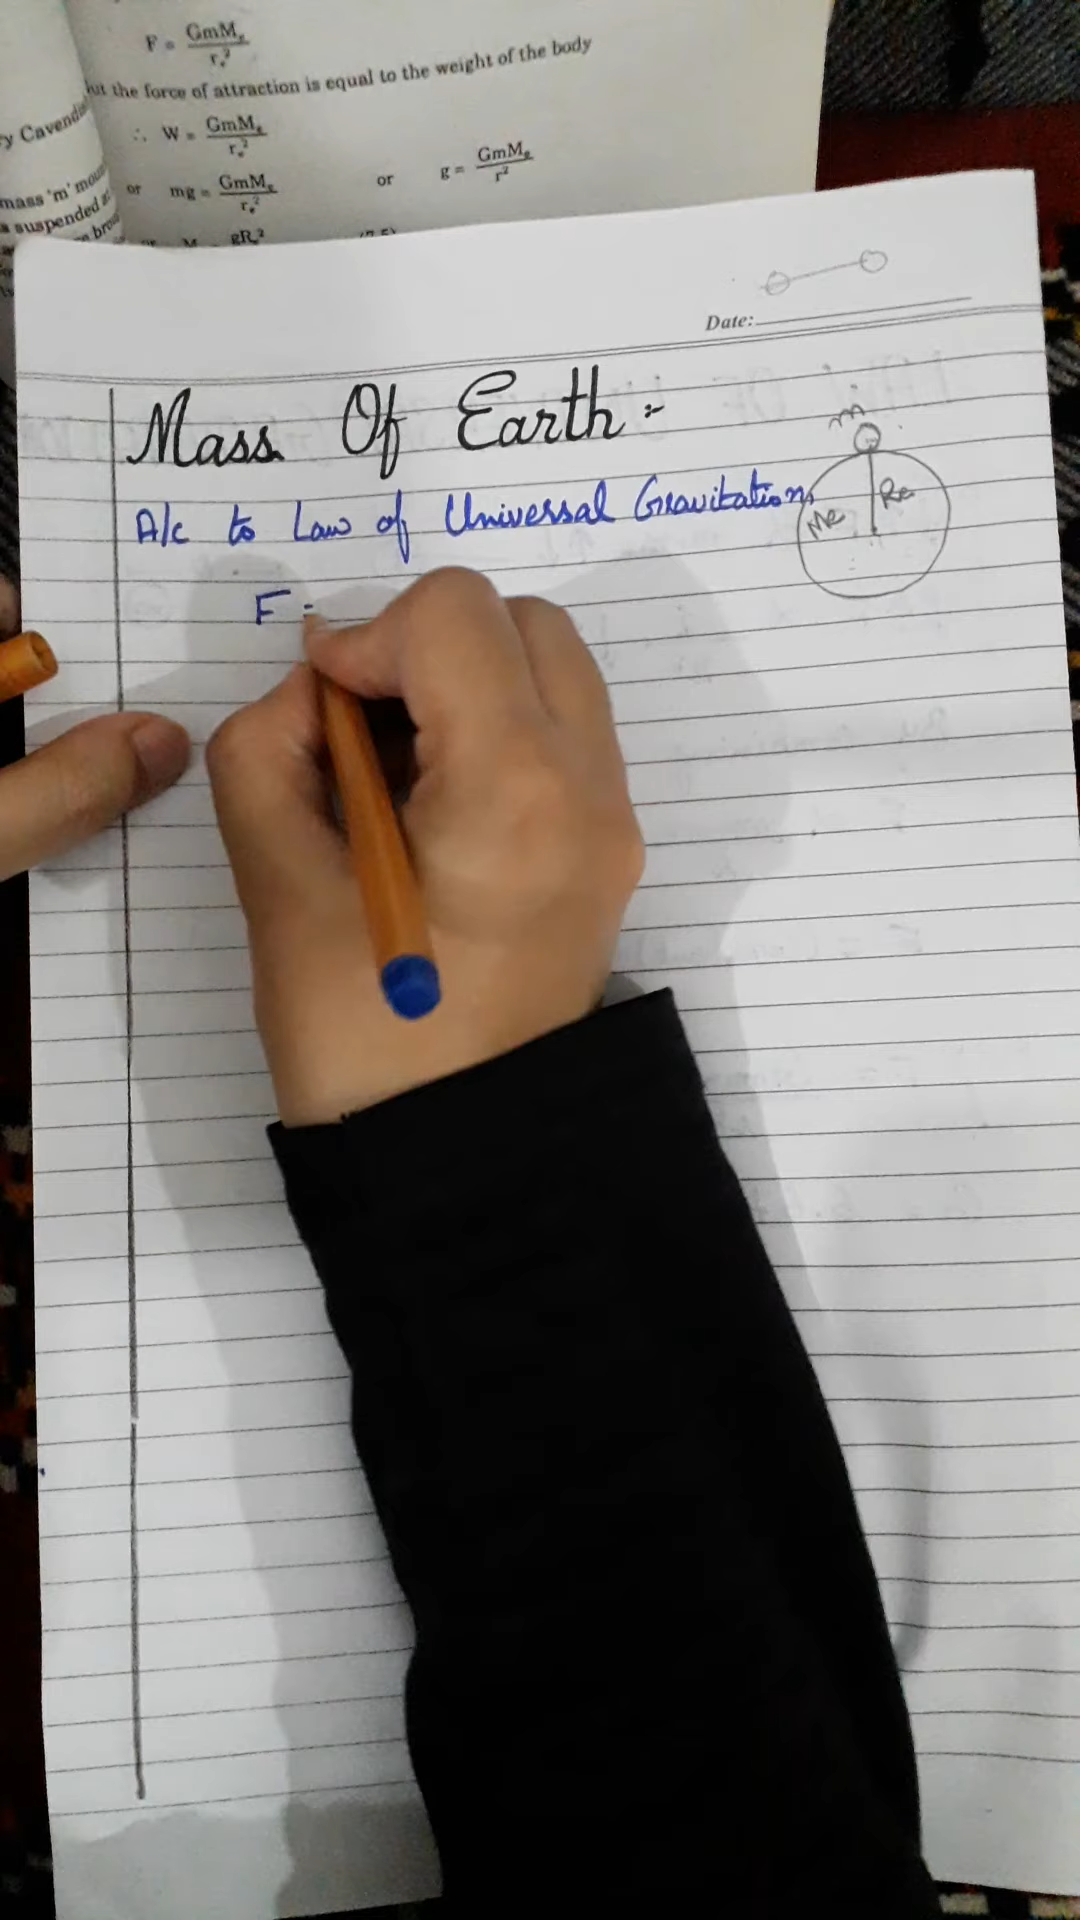 F = GmMₑ/rₑ²
but the force of attraction is equal to the weight of the body
∴ W = GmMₑ/rₑ²
or mg = GmMₑ/rₑ² or g = GmMₑ/r²
gRₑ²
y Cavendi
mass 'm' mou
a suspended a
Date:
Mass Of Earth :-
A/c to Law of Universal Gravitation,
F =
m
Me Re